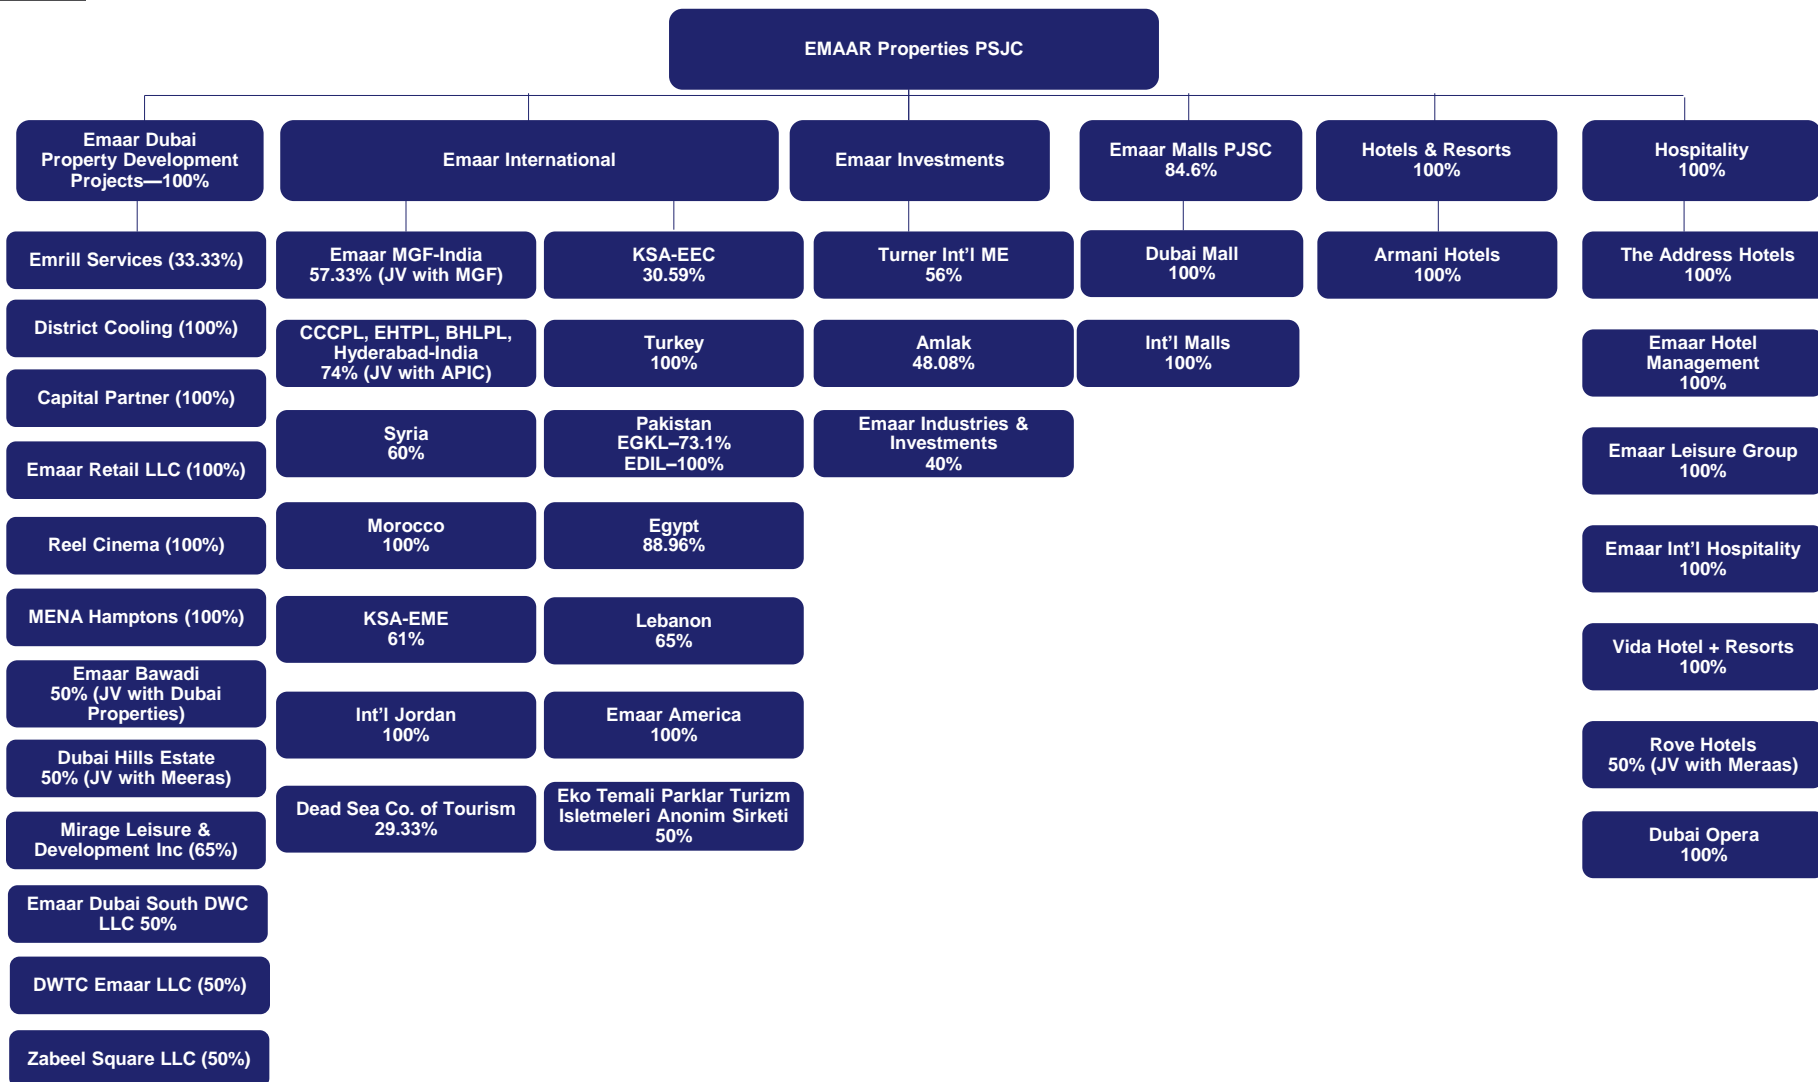 EMAAR Properties PSJC
Emaar Dubai
Property Development
Projects—100%
Emaar International
Emaar Investments
Emaar Malls PJSC
84.6%
Hotels & Resorts
100%
Hospitality
100%
Emrill Services (33.33%)
District Cooling (100%)
Capital Partner (100%)
Emaar Retail LLC (100%)
Reel Cinema (100%)
MENA Hamptons (100%)
Emaar Bawadi
50% (JV with Dubai
Properties)
Dubai Hills Estate
50% (JV with Meeras)
Mirage Leisure &
Development Inc (65%)
Emaar Dubai South DWC
LLC 50%
DWTC Emaar LLC (50%)
Zabeel Square LLC (50%)
Emaar MGF-India
57.33% (JV with MGF)
CCCPL, EHTPL, BHLPL,
Hyderabad-India
74% (JV with APIC)
Syria
60%
Morocco
100%
KSA-EME
61%
Int’l Jordan
100%
Dead Sea Co. of Tourism
29.33%
KSA-EEC
30.59%
Turkey
100%
Pakistan
EGKL–73.1%
EDIL–100%
Egypt
88.96%
Lebanon
65%
Emaar America
100%
Eko Temali Parklar Turizm
Isletmeleri Anonim Sirketi
50%
Turner Int’l ME
56%
Amlak
48.08%
Emaar Industries &
Investments
40%
Dubai Mall
100%
Int’l Malls
100%
Armani Hotels
100%
The Address Hotels
100%
Emaar Hotel
Management
100%
Emaar Leisure Group
100%
Emaar Int’l Hospitality
100%
Vida Hotel + Resorts
100%
Rove Hotels
50% (JV with Meraas)
Dubai Opera
100%